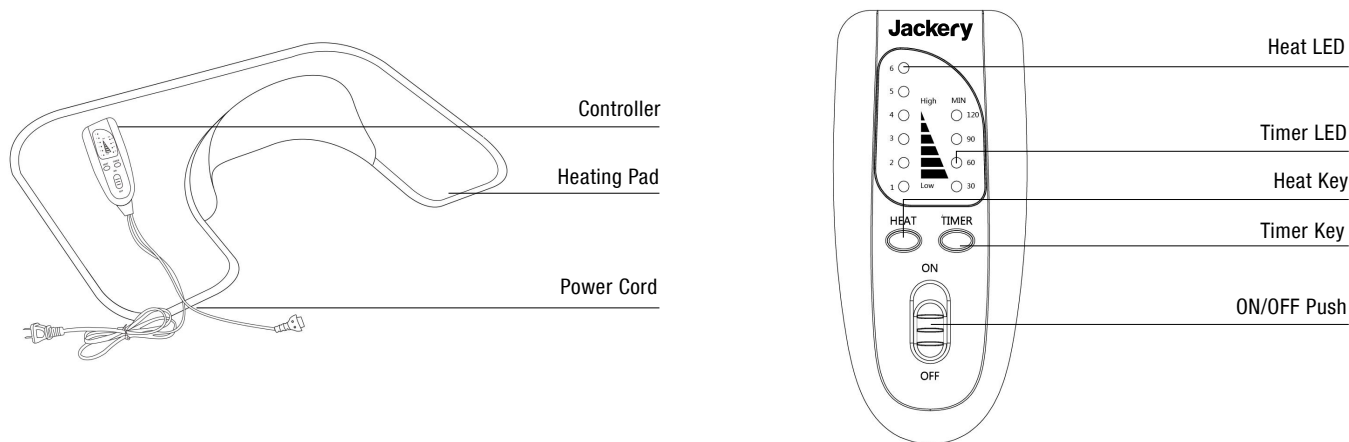 Controller
Heating Pad
Power Cord
Jackery
6
5
4
3
2
1
High
Low
MIN
120
90
60
30
HEAT
TIMER
ON
OFF
Heat LED
Timer LED
Heat Key
Timer Key
ON/OFF Push